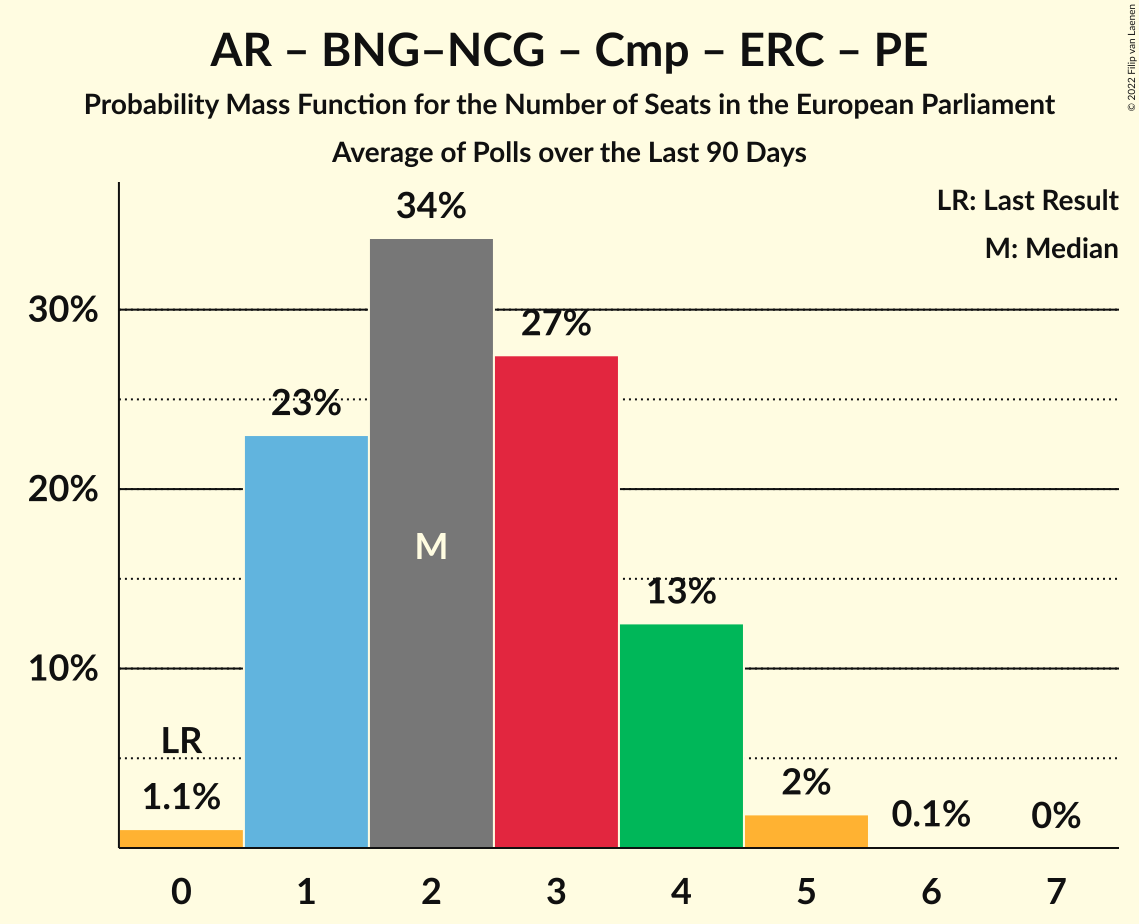 AR – BNG–NCG – Cmp – ERC – PE
Probability Mass Function for the Number of Seats in the European Parliament
Average of Polls over the Last 90 Days
© 2022 Filip van Laenen
LR: Last Result
M: Median
34%
30%
27%
23%
20%
M
13%
10%
LR
1.1%
2%
0.1%
0%
0 1 2 3 4 5 6 7